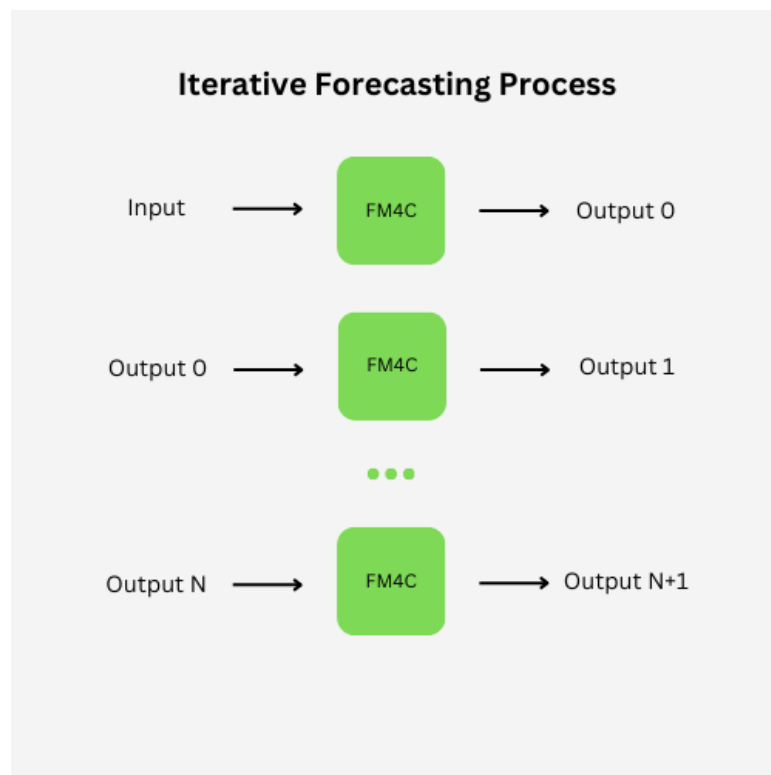 Iterative Forecasting Process
Input FM4C Output 0
Output 0 FM4C Output 1
Output N FM4C Output N+1